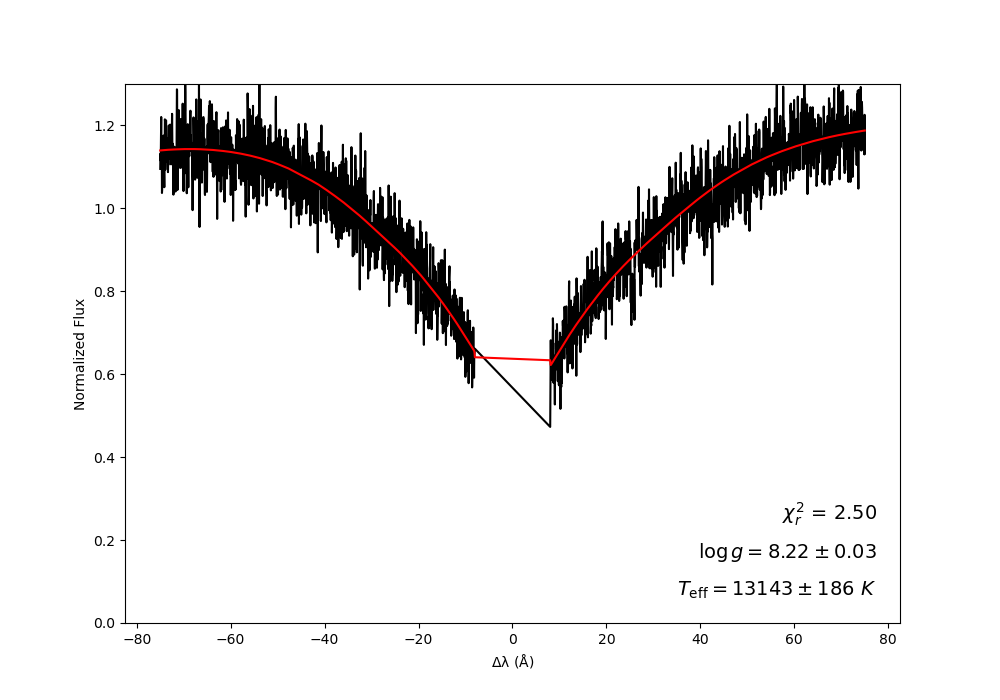 1.2
1.0
0.8
0.6
0.4
0.2
0.0
Normalized Flux
χ²ᵣ = 2.50
log g = 8.22 ± 0.03
T_eff = 13143 ± 186 K
−80 −60 −40 −20 0 20 40 60 80
Δλ (Å)